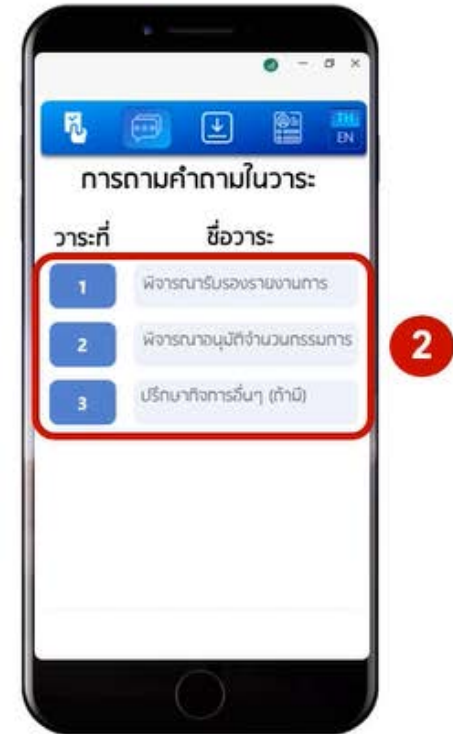 TH
EN
การถามคำถามในวาระ
วาระที่ ชื่อวาระ
1 พิจารณารับรองรายงานการ
2 พิจารณาอนุมัติจำนวนกรรมการ
3 ปรึกษากิจการอื่นๆ (ถ้ามี)
2